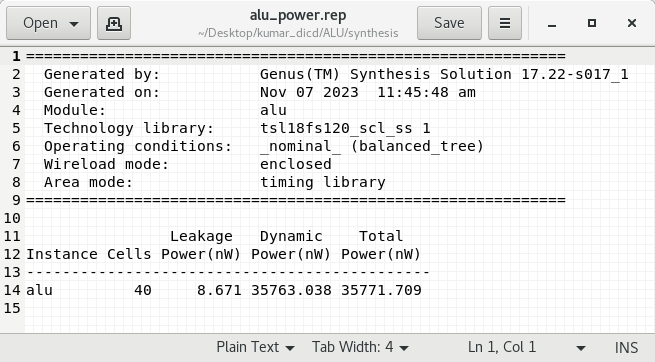 Open
alu_power.rep
~/Desktop/kumar_dicd/ALU/synthesis
Save
1 ============================================================
2   Generated by:           Genus(TM) Synthesis Solution 17.22-s017_1
3   Generated on:           Nov 07 2023  11:45:48 am
4   Module:                 alu
5   Technology library:     tsl18fs120_scl_ss 1
6   Operating conditions:   _nominal_ (balanced_tree)
7   Wireload mode:          enclosed
8   Area mode:              timing library
9 ============================================================
10
11                 Leakage   Dynamic    Total
12 Instance Cells Power(nW) Power(nW) Power(nW)
13 ---------------------------------------------
14 alu         40     8.671 35763.038 35771.709
15
Plain Text Tab Width: 4 Ln 1, Col 1 INS